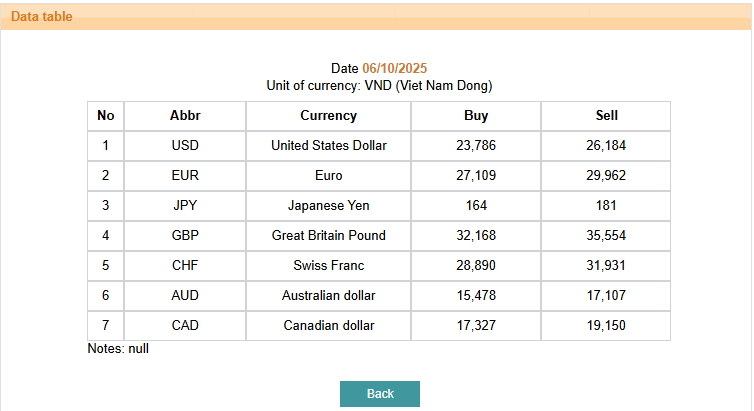 Data table
Date 06/10/2025
Unit of currency: VND (Viet Nam Dong)
No Abbr Currency Buy Sell
1 USD United States Dollar 23,786 26,184
2 EUR Euro 27,109 29,962
3 JPY Japanese Yen 164 181
4 GBP Great Britain Pound 32,168 35,554
5 CHF Swiss Franc 28,890 31,931
6 AUD Australian dollar 15,478 17,107
7 CAD Canadian dollar 17,327 19,150
Notes: null
Back